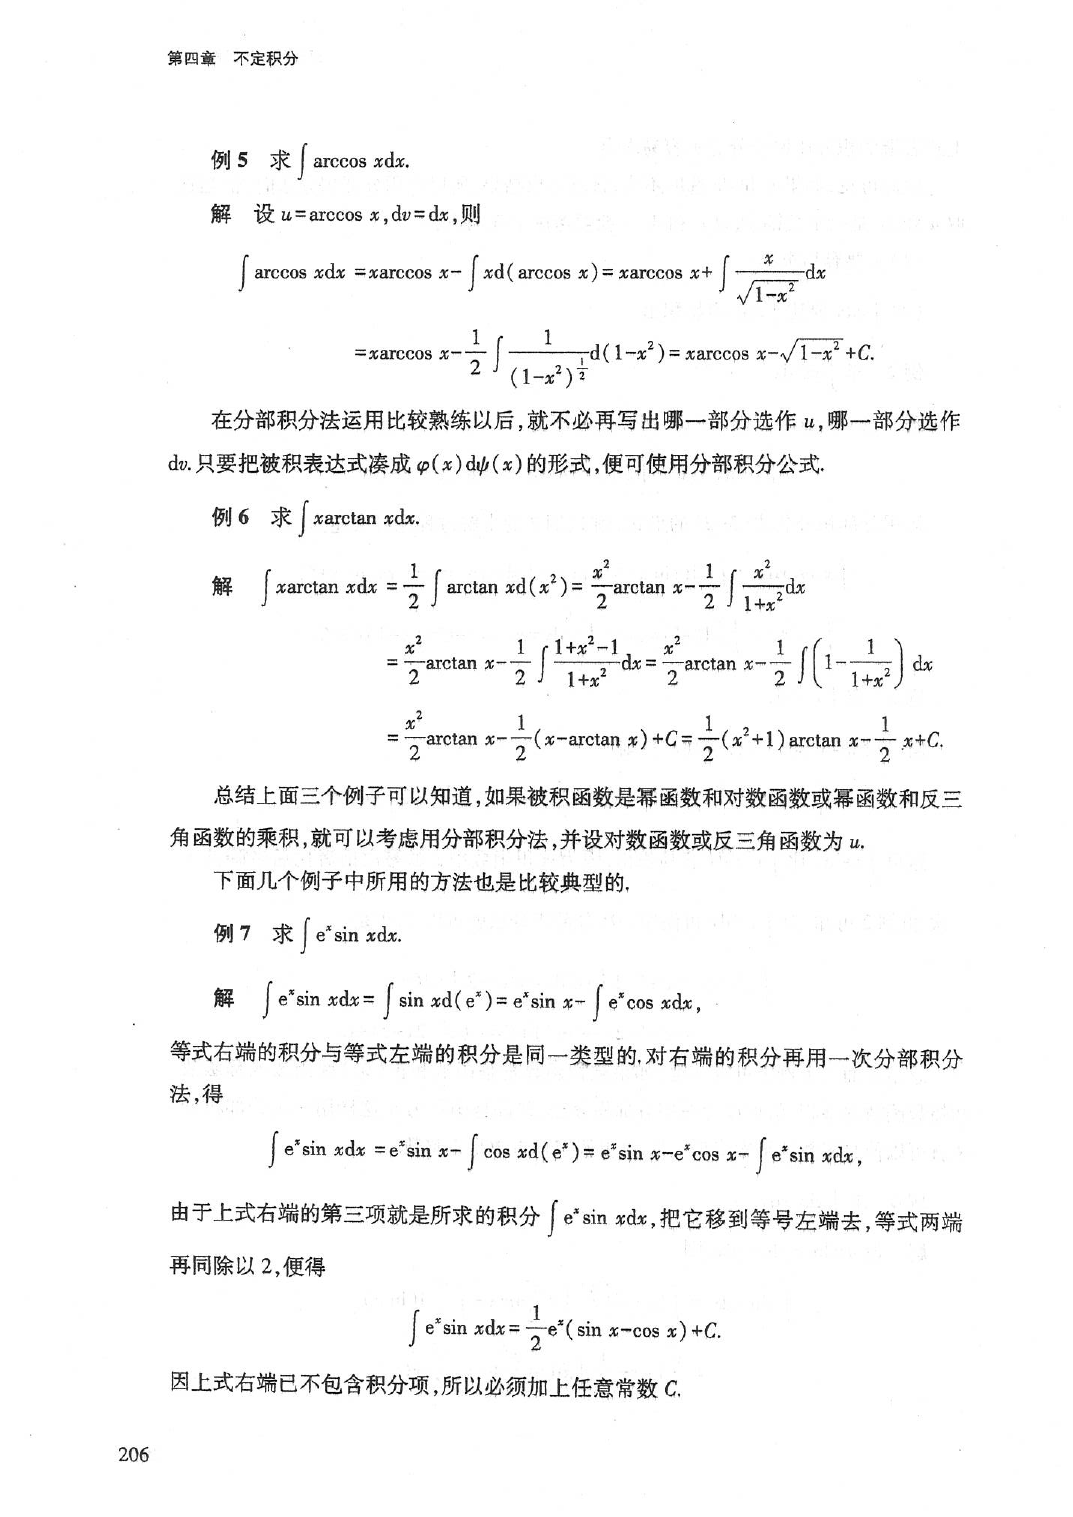 第四章 不定积分
例 5 求 ∫ arccos xdx.
解 设 u=arccos x,dv=dx,则
∫ arccos xdx =xarccos x-∫ xd(arccos x)=xarccos x+∫ x/√(1-x²) dx
=xarccos x-1/2 ∫ 1/(1-x²)^(1/2) d(1-x²)=xarccos x-√(1-x²)+C.
在分部积分法运用比较熟练以后,就不必再写出哪一部分选作 u,哪一部分选作
dv.只要把被积表达式凑成 φ(x)dψ(x)的形式,便可使用分部积分公式.
例 6 求 ∫ xarctan xdx.
解 ∫ xarctan xdx = 1/2 ∫ arctan xd(x²)= x²/2 arctan x-1/2 ∫ x²/(1+x²) dx
= x²/2 arctan x-1/2 ∫ (1+x²-1)/(1+x²) dx= x²/2 arctan x-1/2 ∫(1-1/(1+x²)) dx
= x²/2 arctan x-1/2(x-arctan x)+C=1/2(x²+1)arctan x-1/2 x+C.
总结上面三个例子可以知道,如果被积函数是幂函数和对数函数或幂函数和反三
角函数的乘积,就可以考虑用分部积分法,并设对数函数或反三角函数为 u.
下面几个例子中所用的方法也是比较典型的.
例 7 求 ∫ eˣsin xdx.
解 ∫ eˣsin xdx= ∫ sin xd(eˣ)=eˣsin x-∫ eˣcos xdx,
等式右端的积分与等式左端的积分是同一类型的.对右端的积分再用一次分部积分
法,得
∫ eˣsin xdx =eˣsin x-∫ cos xd(eˣ)=eˣsin x-eˣcos x-∫ eˣsin xdx,
由于上式右端的第三项就是所求的积分 ∫ eˣsin xdx,把它移到等号左端去,等式两端
再同除以 2,便得
∫ eˣsin xdx=1/2 eˣ(sin x-cos x)+C.
因上式右端已不包含积分项,所以必须加上任意常数 C.
206